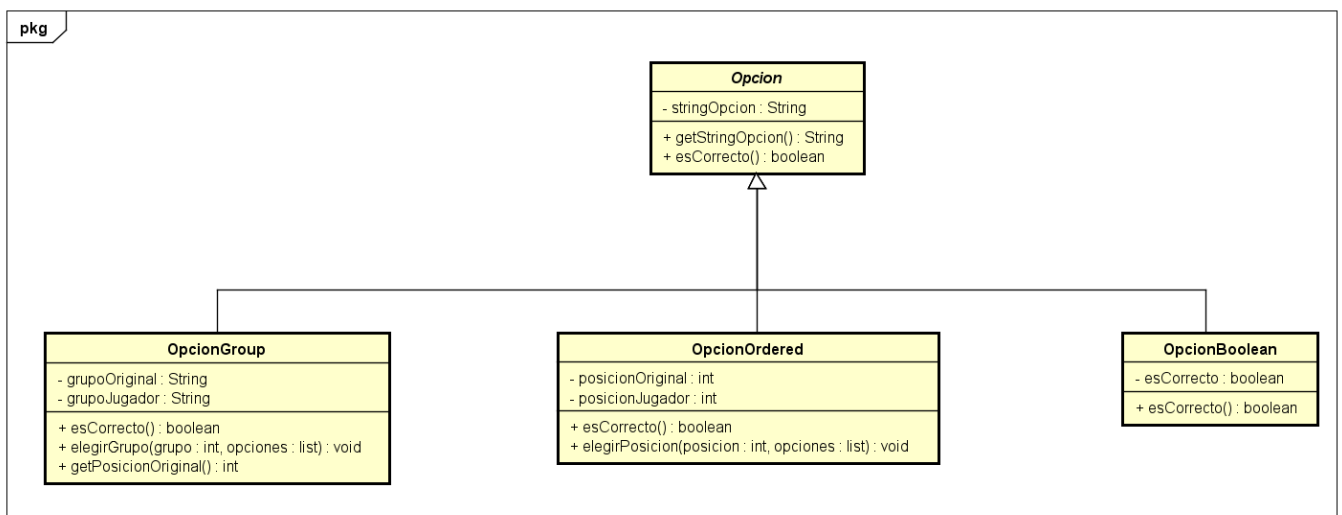 pkg
Opcion
- stringOpcion : String
+ getStringOpcion() : String
+ esCorrecto() : boolean
OpcionGroup
- grupoOriginal : String
- grupoJugador : String
+ esCorrecto() : boolean
+ elegirGrupo(grupo : int, opciones : list) : void
+ getPosicionOriginal() : int
OpcionOrdered
- posicionOriginal : int
- posicionJugador : int
+ esCorrecto() : boolean
+ elegirPosicion(posicion : int, opciones : list) : void
OpcionBoolean
- esCorrecto : boolean
+ esCorrecto() : boolean